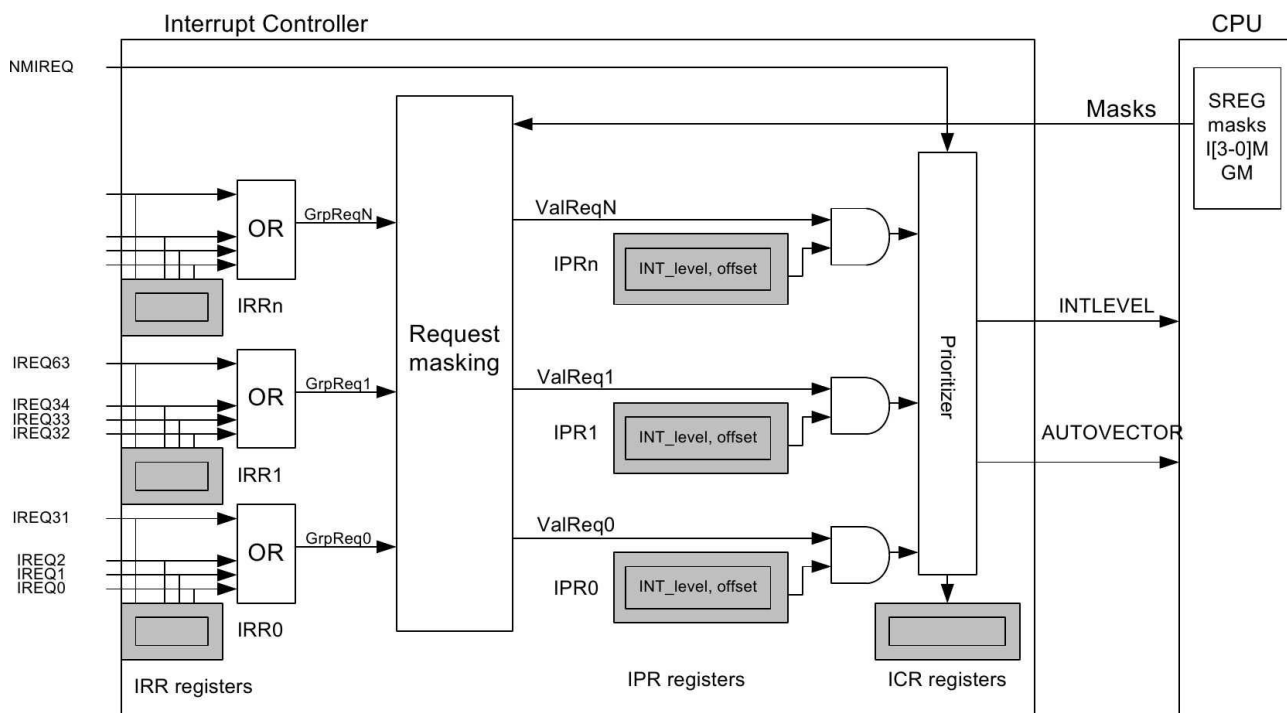 Interrupt Controller
CPU
NMIREQ
SREG
masks
I[3-0]M
GM
Masks
OR
GrpReqN
ValReqN
IPRn
INT_level, offset
IRRn
INTLEVEL
Request
masking
Prioritizer
IREQ63
IREQ34
IREQ33
IREQ32
OR
GrpReq1
ValReq1
IPR1
INT_level, offset
IRR1
AUTOVECTOR
IREQ31
IREQ2
IREQ1
IREQ0
OR
GrpReq0
ValReq0
IPR0
INT_level, offset
IRR0
IRR registers
IPR registers
ICR registers